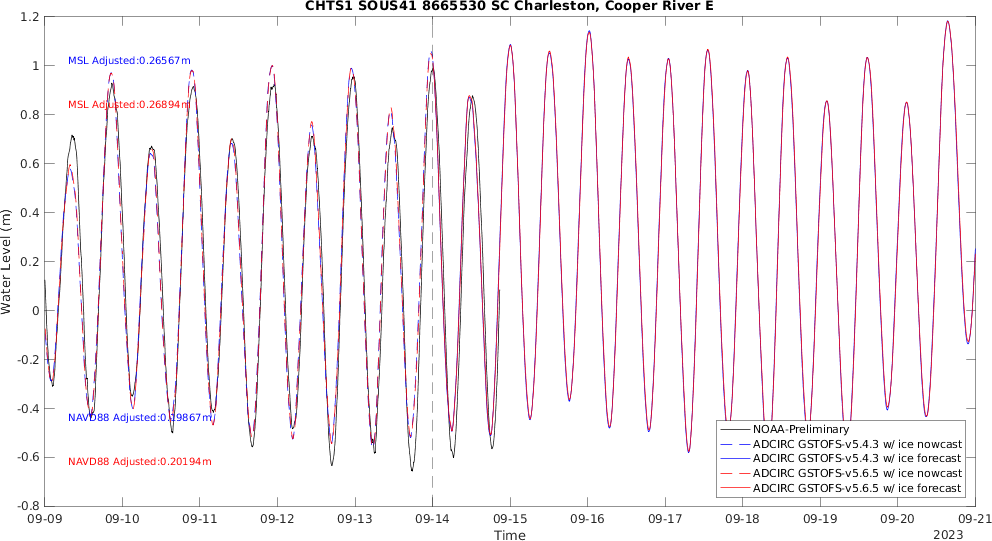 CHTS1 SOUS41 8665530 SC Charleston, Cooper River E
1.2
1
0.8
0.6
0.4
0.2
0
-0.2
-0.4
-0.6
-0.8
Water Level (m)
MSL Adjusted:0.26567m
MSL Adjusted:0.26894m
NAVD88 Adjusted:0.19867m
NAVD88 Adjusted:0.20194m
NOAA-Preliminary
ADCIRC GSTOFS-v5.4.3 w/ ice nowcast
ADCIRC GSTOFS-v5.4.3 w/ ice forecast
ADCIRC GSTOFS-v5.6.5 w/ ice nowcast
ADCIRC GSTOFS-v5.6.5 w/ ice forecast
09-09 09-10 09-11 09-12 09-13 09-14 09-15 09-16 09-17 09-18 09-19 09-20 09-21
Time
2023